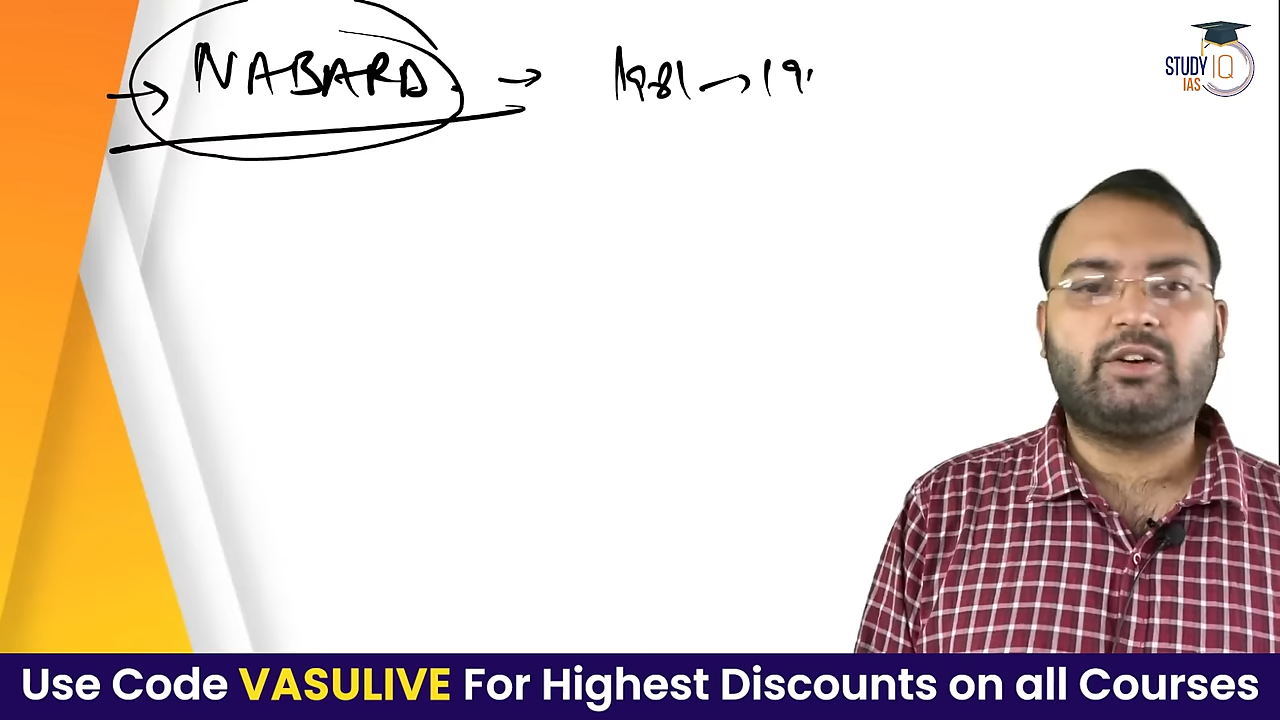 → NABARD → 1981 → 19
STUDY IQ
IAS
Use Code VASULIVE For Highest Discounts on all Courses